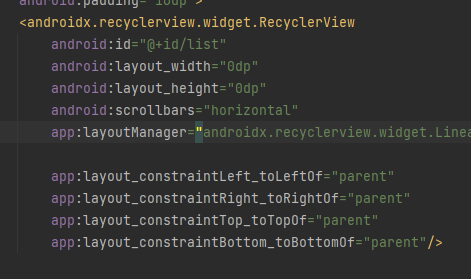 android:padding="16dp">
<androidx.recyclerview.widget.RecyclerView
android:id="@+id/list"
android:layout_width="0dp"
android:layout_height="0dp"
android:scrollbars="horizontal"
app:layoutManager="androidx.recyclerview.widget.Linea
app:layout_constraintLeft_toLeftOf="parent"
app:layout_constraintRight_toRightOf="parent"
app:layout_constraintTop_toTopOf="parent"
app:layout_constraintBottom_toBottomOf="parent"/>